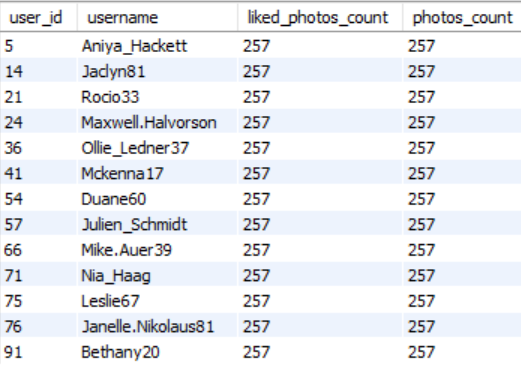 user_id username liked_photos_count photos_count
5 Aniya_Hackett 257 257
14 Jaclyn81 257 257
21 Rocio33 257 257
24 Maxwell.Halvorson 257 257
36 Ollie_Ledner37 257 257
41 Mckenna17 257 257
54 Duane60 257 257
57 Julien_Schmidt 257 257
66 Mike.Auer39 257 257
71 Nia_Haag 257 257
75 Leslie67 257 257
76 Janelle.Nikolaus81 257 257
91 Bethany20 257 257